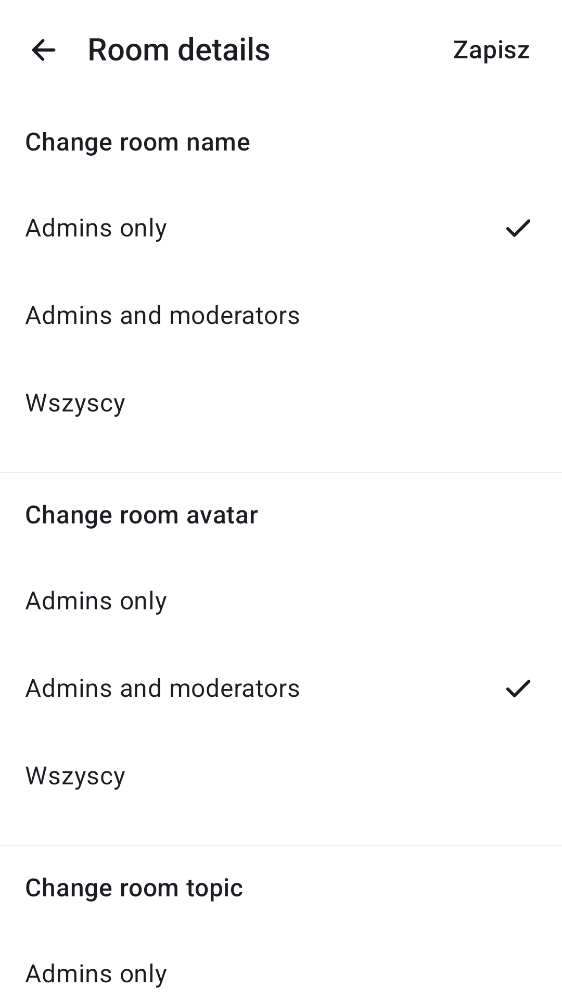 Room details
Zapisz
Change room name
Admins only
Admins and moderators
Wszyscy
Change room avatar
Admins only
Admins and moderators
Wszyscy
Change room topic
Admins only